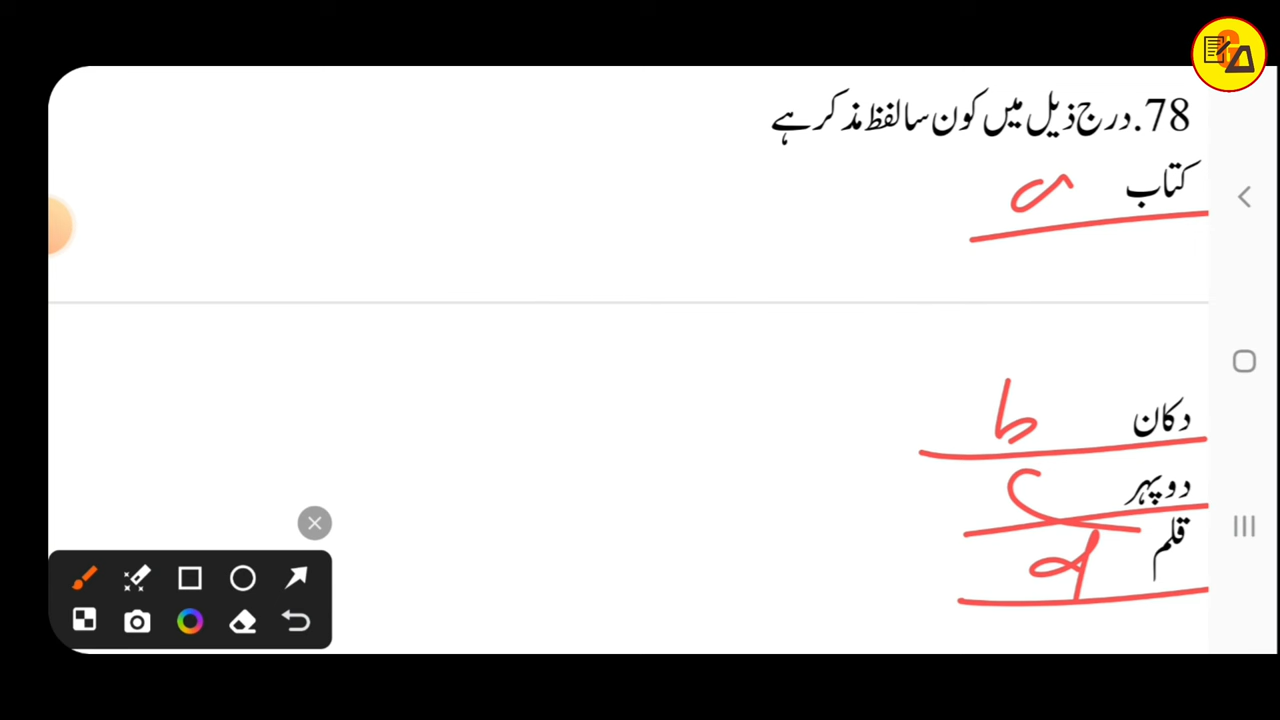 78. درج ذیل میں کون سا لفظ مذکر ہے
کتاب a
دکان b
دوپہر c
قلم d